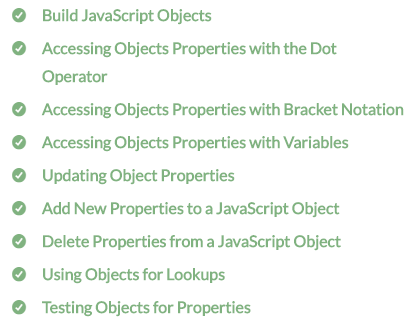 Build JavaScript Objects
Accessing Objects Properties with the Dot
Operator
Accessing Objects Properties with Bracket Notation
Accessing Objects Properties with Variables
Updating Object Properties
Add New Properties to a JavaScript Object
Delete Properties from a JavaScript Object
Using Objects for Lookups
Testing Objects for Properties